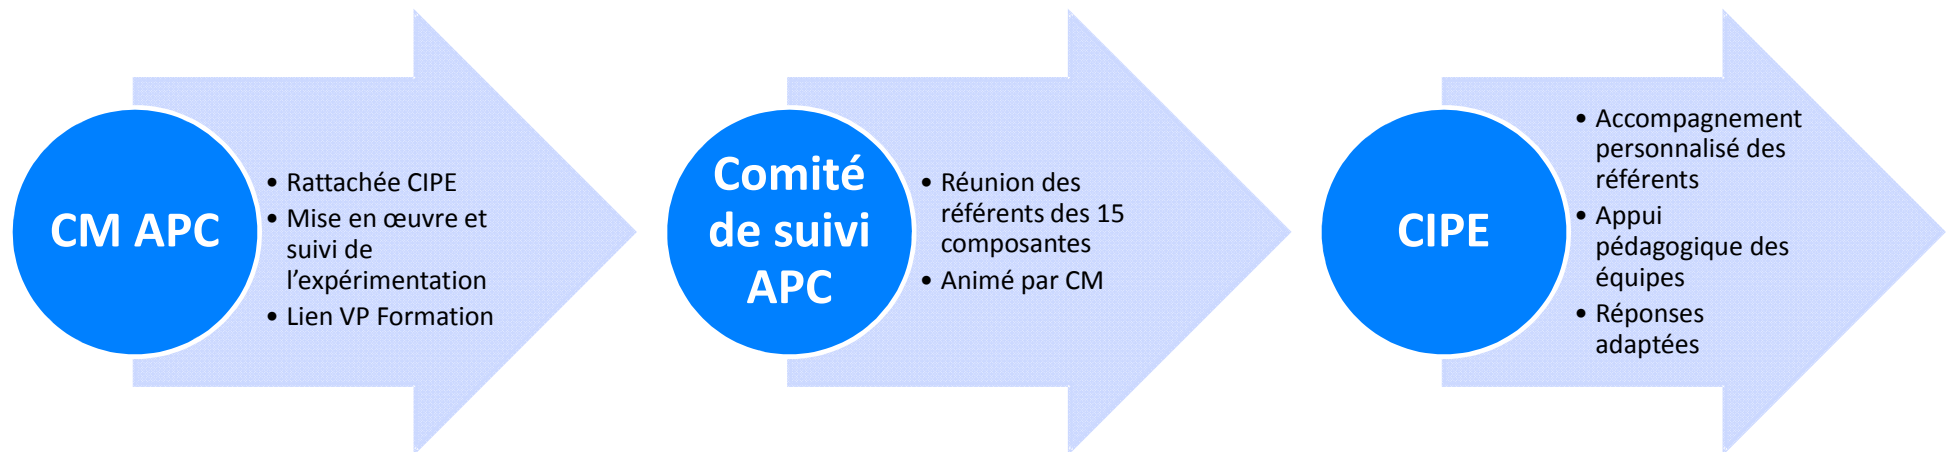 CM APC
• Rattachée CIPE
• Mise en œuvre et
suivi de
l’expérimentation
• Lien VP Formation
Comité
de suivi
APC
• Réunion des
référents des 15
composantes
• Animé par CM
CIPE
• Accompagnement
personnalisé des
référents
• Appui
pédagogique des
équipes
• Réponses
adaptées